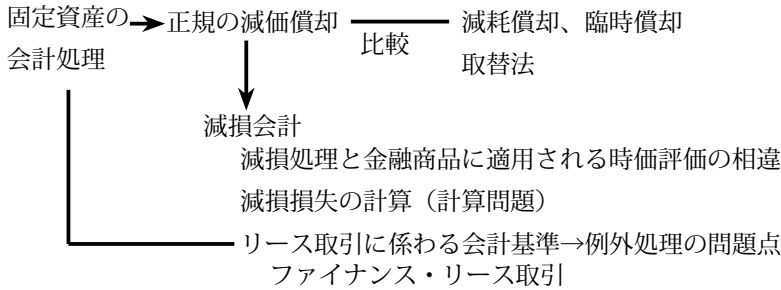 固定資産の
会計処理
正規の減価償却
比較
減耗償却、臨時償却
取替法
減損会計
減損処理と金融商品に適用される時価評価の相違
減損損失の計算（計算問題）
リース取引に係わる会計基準→例外処理の問題点
ファイナンス・リース取引